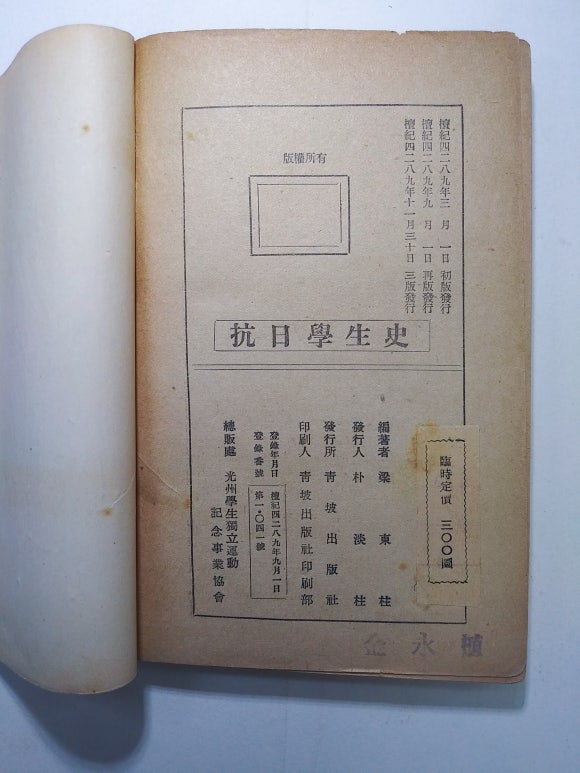 檀紀四二八九年三月一日 初版發行
檀紀四二八九年九月一日 再版發行
檀紀四二八九年十一月三十日 三版發行
版權所有
抗日學生史
臨時定價 三〇〇圜
編著者 梁東柱
發行人 朴淡柱
發行所 靑坡出版社
印刷人 靑坡出版社印刷部
登錄年月日 檀紀四二八九年九月一日
登錄番號 第一·〇四一號
總販處 光州學生獨立運動
記念事業協會
金永植